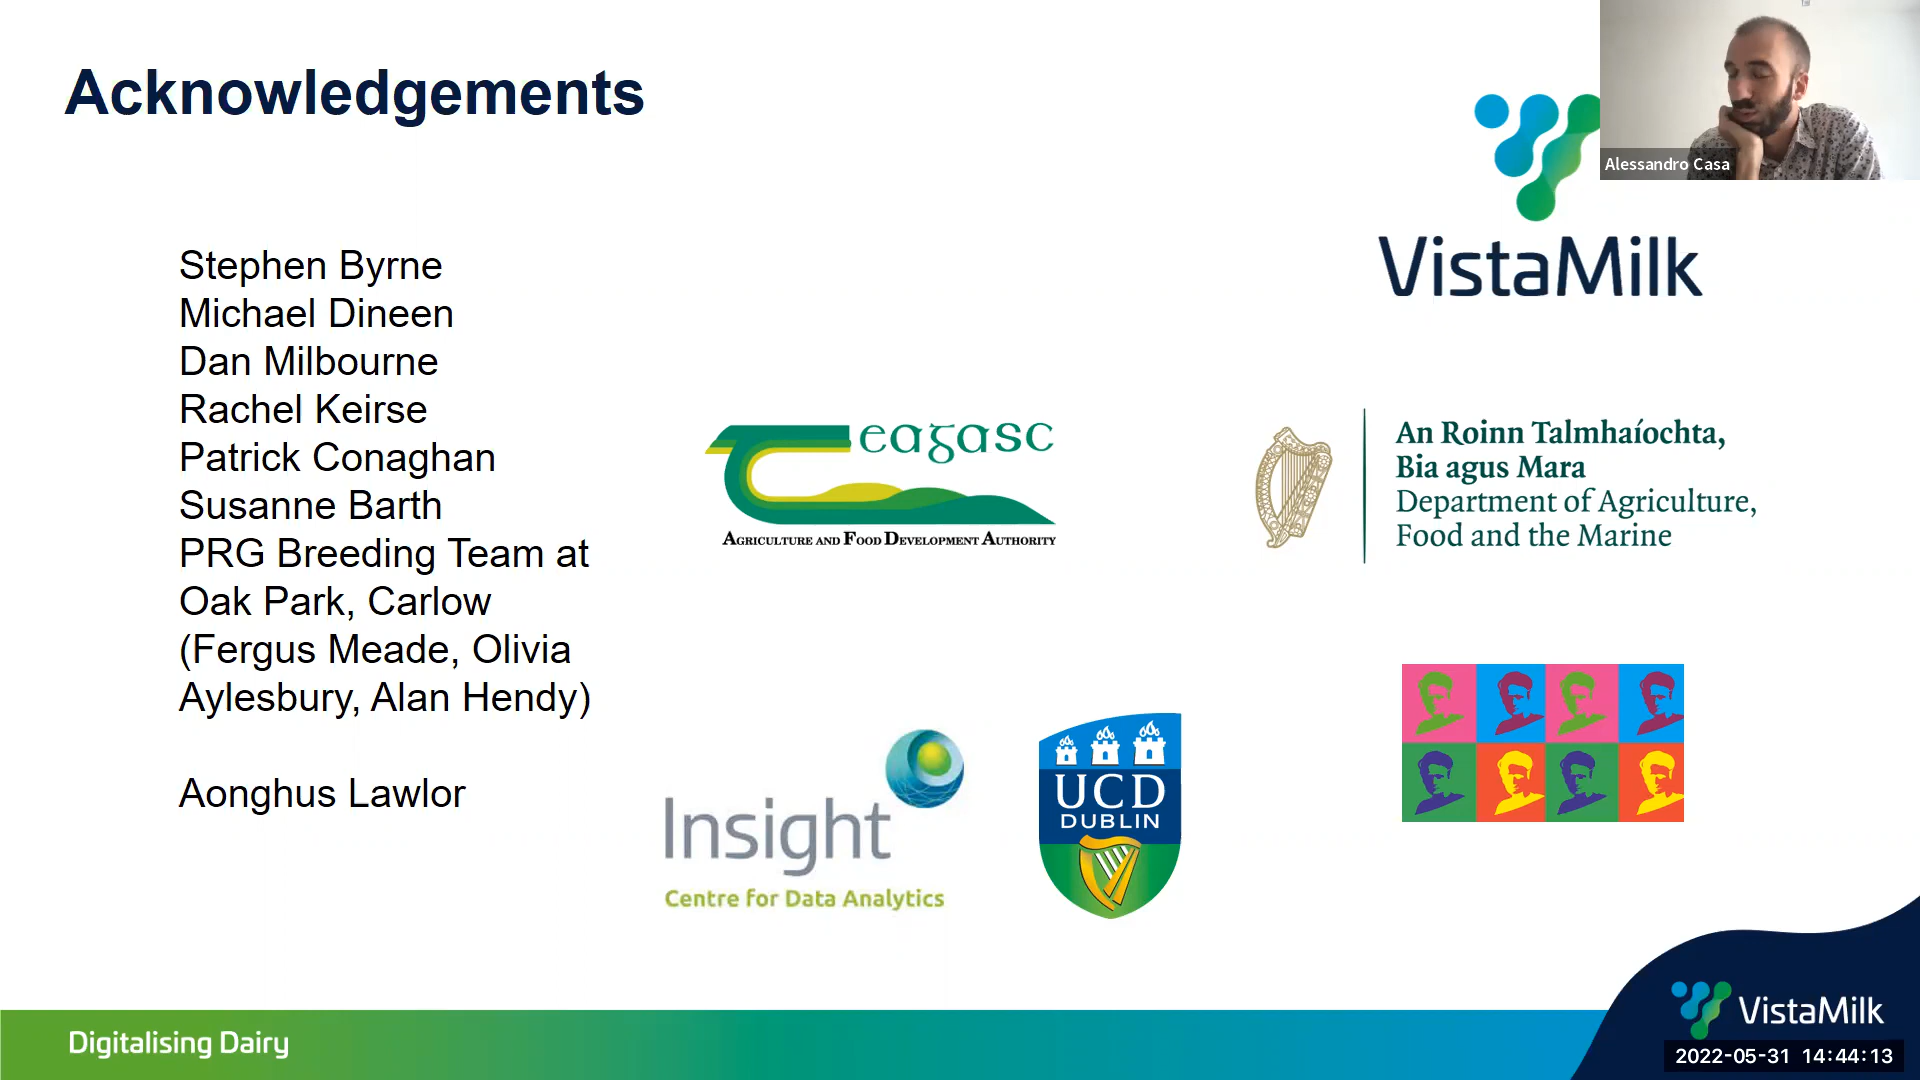 Acknowledgements
Alessandro Casa
VistaMilk
Stephen Byrne
Michael Dineen
Dan Milbourne
Rachel Keirse
Patrick Conaghan
Susanne Barth
PRG Breeding Team at
Oak Park, Carlow
(Fergus Meade, Olivia
Aylesbury, Alan Hendy)
Aonghus Lawlor
eagasc
AGRICULTURE AND FOOD DEVELOPMENT AUTHORITY
An Roinn Talmhaíochta,
Bia agus Mara
Department of Agriculture,
Food and the Marine
Insight
Centre for Data Analytics
UCD
DUBLIN
Digitalising Dairy
VistaMilk
2022-05-31 14:44:13